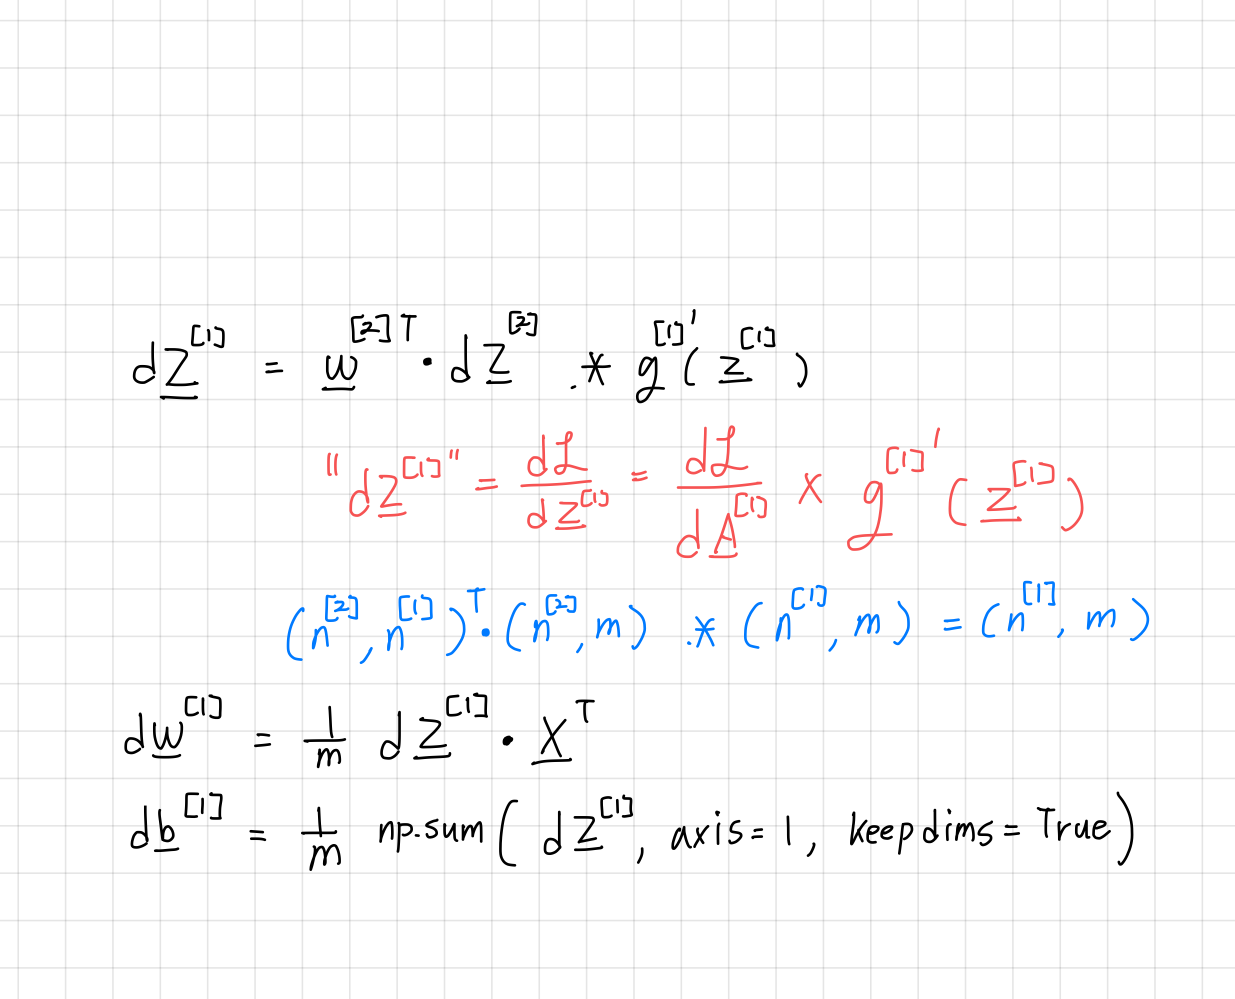 dZ^[1] = w^[2]T · dZ^[2] .* g^[1]'(z^[1])
"dZ^[1]" = dℒ/dz^[1] = dℒ/dA^[1] × g^[1]'(z^[1])
(n^[2], n^[1])^T · (n^[2], m) .* (n^[1], m) = (n^[1], m)
dw^[1] = 1/m dZ^[1] · X^T
db^[1] = 1/m np.sum(dZ^[1], axis=1, keepdims=True)